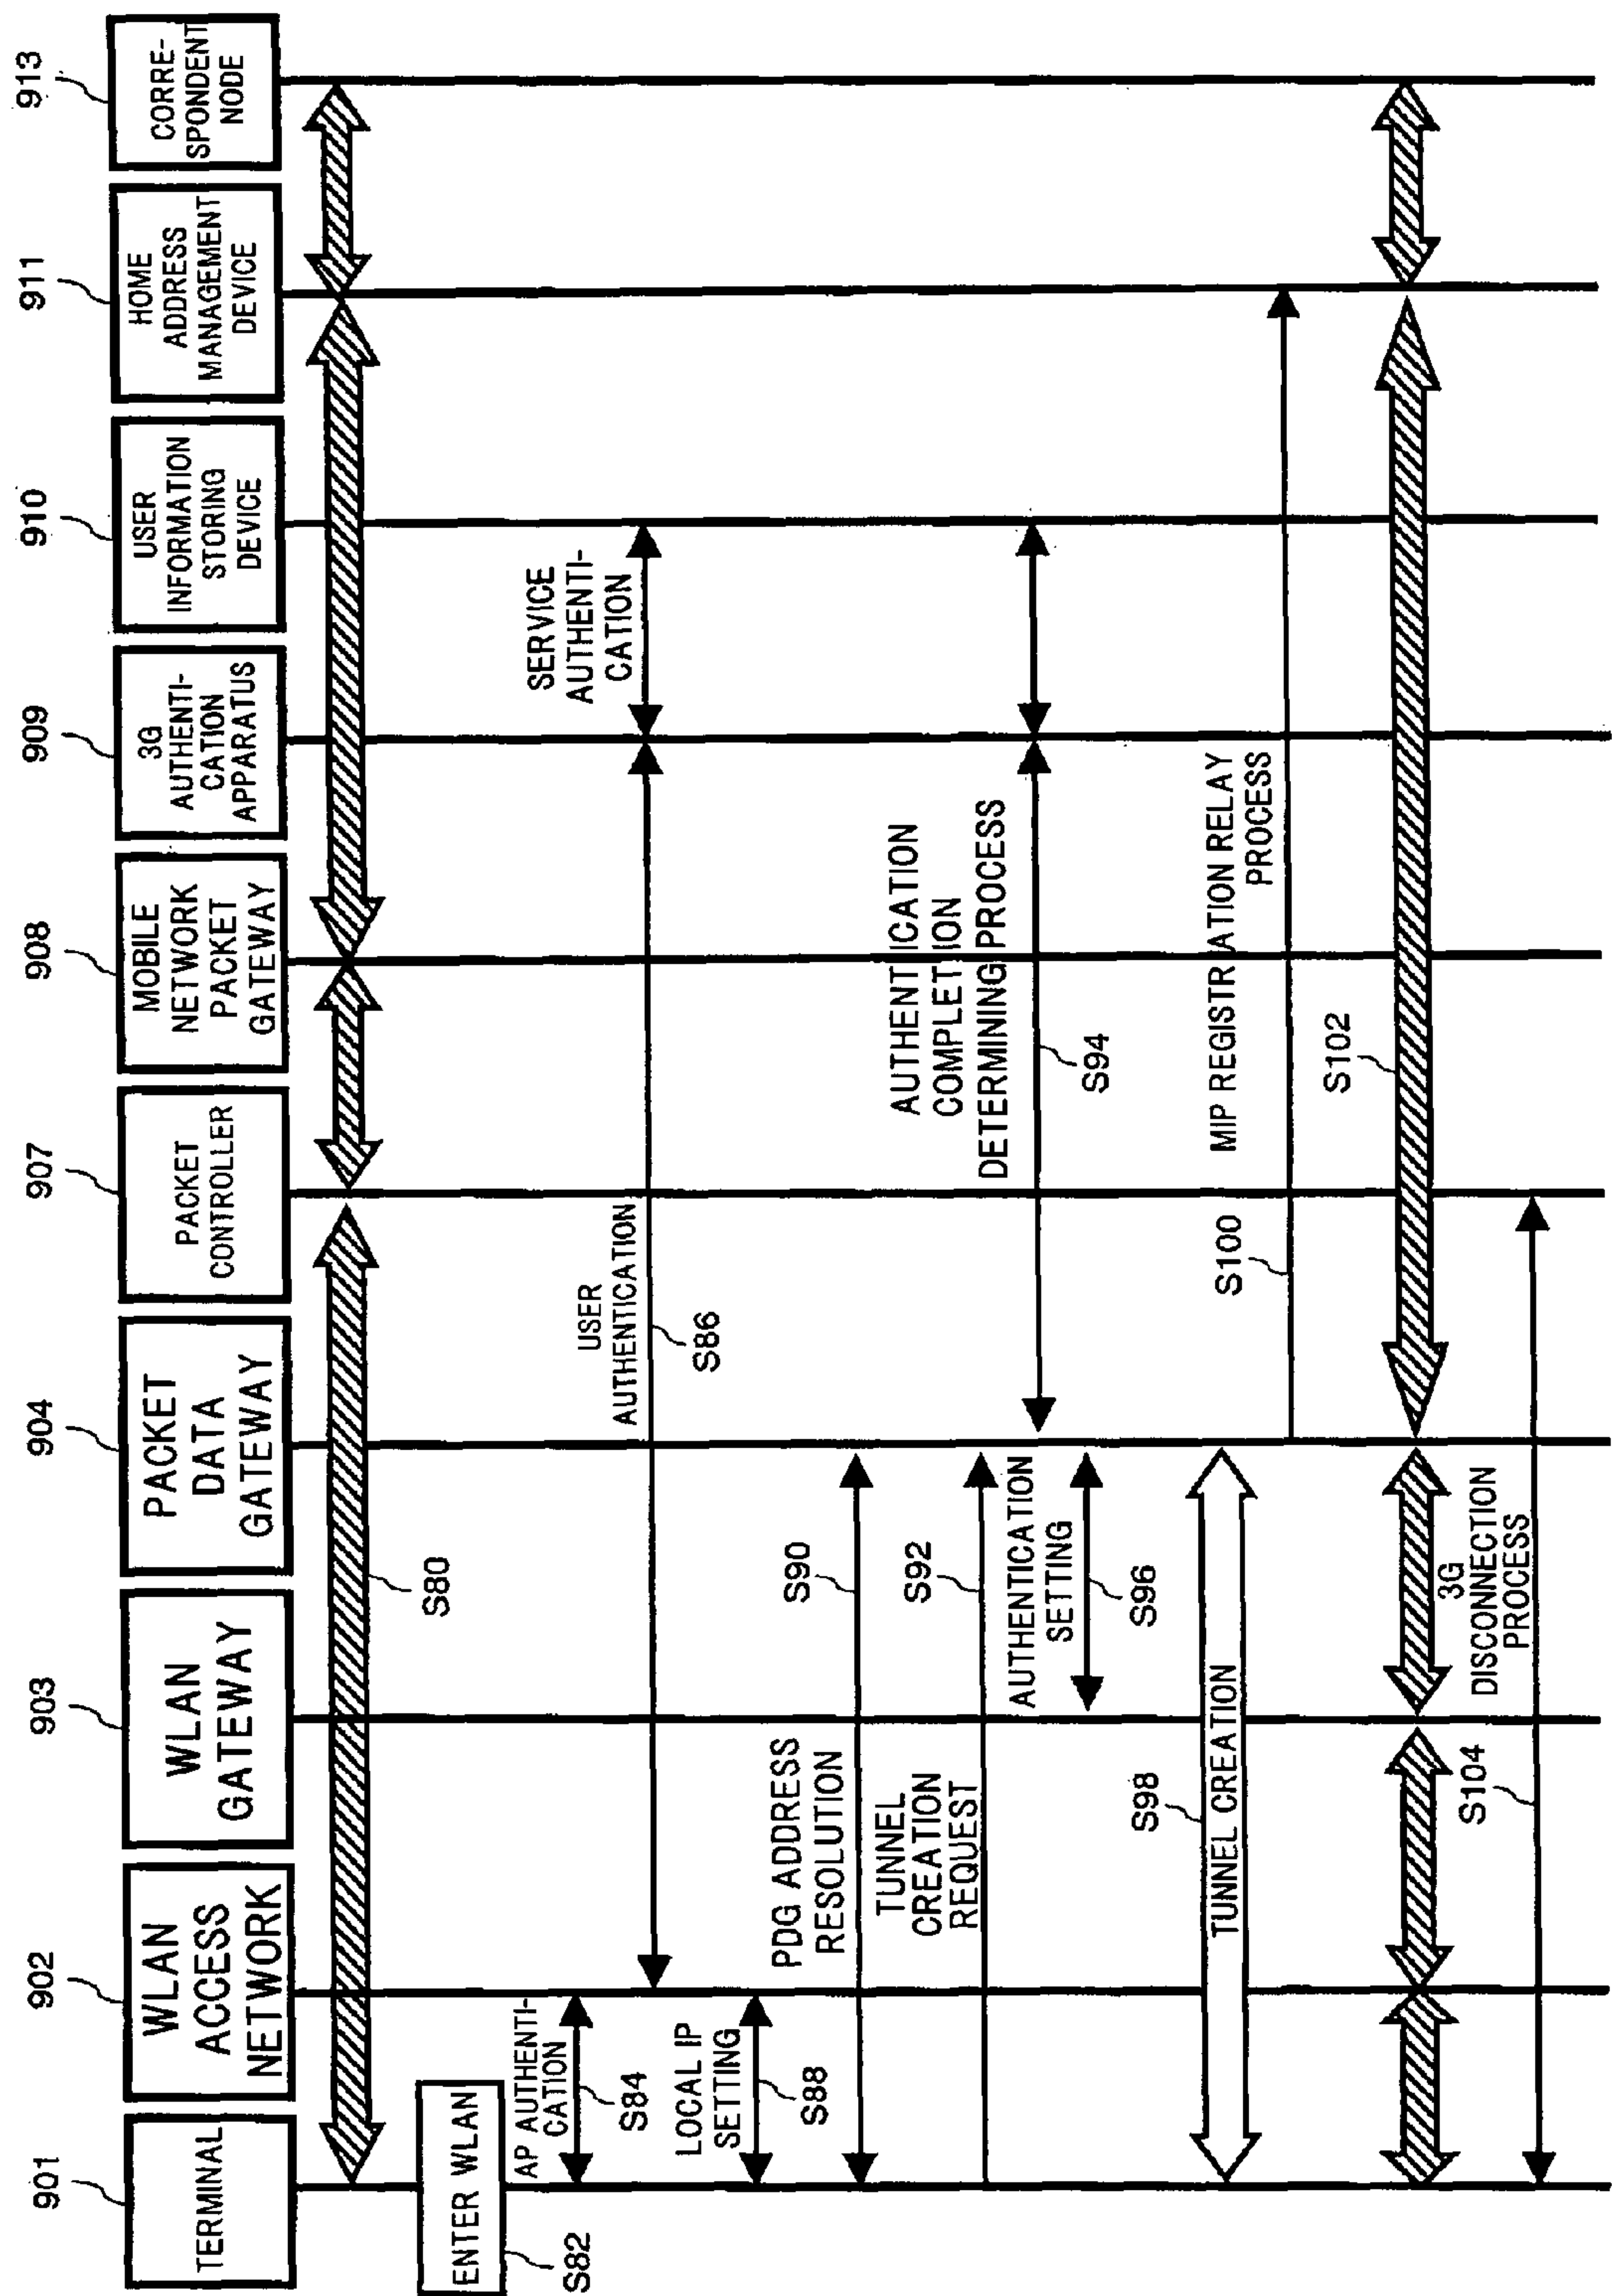 901
TERMINAL
902
WLAN
ACCESS
NETWORK
903
WLAN
GATEWAY
904
PACKET
DATA
GATEWAY
907
PACKET
CONTROLLER
908
MOBILE
NETWORK
PACKET
GATEWAY
909
3G
AUTHENTI-
CATION
APPARATUS
910
USER
INFORMATION
STORING
DEVICE
911
HOME
ADDRESS
MANAGEMENT
DEVICE
913
CORRE-
SPONDENT
NODE
S80
ENTER WLAN
S82
AP AUTHENTI-
CATION
S84
USER
AUTHENTICATION
S86
SERVICE
AUTHENTI-
CATION
LOCAL IP
SETTING
S88
PDG ADDRESS
RESOLUTION
S90
TUNNEL
CREATION
REQUEST
S92
AUTHENTICATION
COMPLETION
DETERMINING PROCESS
S94
AUTHENTICATION
SETTING
S96
TUNNEL CREATION
S98
MIP REGISTRATION RELAY
PROCESS
S100
S102
3G
DISCONNECTION
PROCESS
S104